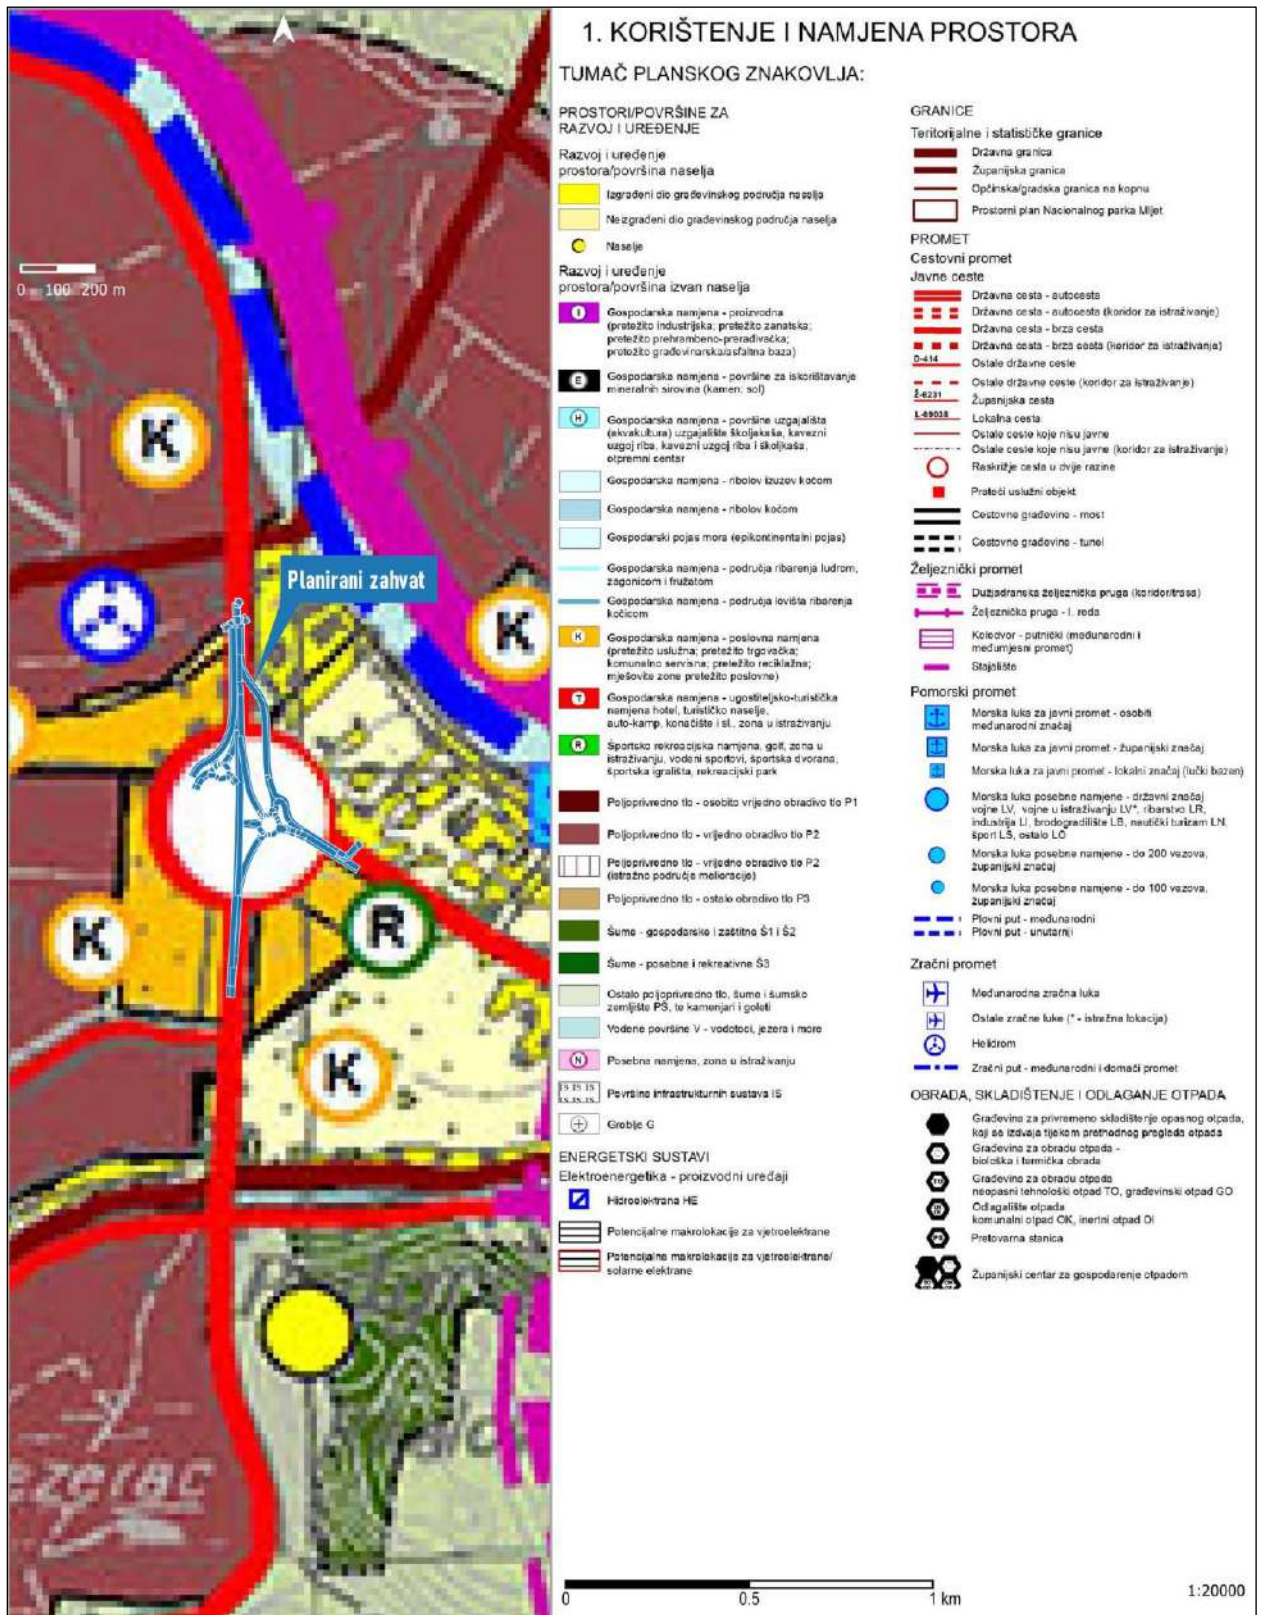 1. KORIŠTENJE I NAMJENA PROSTORA
TUMAČ PLANSKOG ZNAKOVLJA:
PROSTORI/POVRŠINE ZA
RAZVOJ I UREĐENJE
Razvoj i uređenje
prostora/površina naselja
Izgrađeni dio građevinskog područja naselja
Neizgrađeni dio građevinskog područja naselja
Naselje
Razvoj i uređenje
prostora/površina izvan naselja
I
Gospodarska namjena - proizvodna
(pretežito industrijska; pretežito zanatska;
pretežito prehrambeno-prerađivačka;
pretežito građevinarska/asfaltna baza)
E
Gospodarska namjena - površine za iskorištavanje
mineralnih sirovina (kamen; sol)
H
Gospodarska namjena - površine uzgajališta
(akvakultura) uzgajalište školjakaša, kavezni
uzgoj riba, kavezni uzgoj riba i školjkaša,
otpremni centar
Gospodarska namjena - ribolov izuzev koćom
Gospodarska namjena - ribolov koćom
Gospodarski pojas mora (epikontinentalni pojas)
Gospodarska namjena - područja ribarenja ludrom,
zagonicom i fružatom
Gospodarska namjena - područja lovišta ribarenja
kočicom
K
Gospodarska namjena - poslovna namjena
(pretežito uslužna; pretežito trgovačka;
komunalno servisna; pretežito reciklažna;
mješovite zone pretežito poslovne)
T
Gospodarska namjena - ugostiteljsko-turistička
namjena hotel, turističko naselje,
auto-kamp, konačište i sl., zona u istraživanju
R
Športsko rekreacijska namjena, golf, zona u
istraživanju, vodeni sportovi, športska dvorana,
športska igrališta, rekreacijski park
Poljoprivredno tlo - osobito vrijedno obradivo tlo P1
Poljoprivredno tlo - vrijedno obradivo tlo P2
Poljoprivredno tlo - vrijedno obradivo tlo P2
(istražno područje melioracije)
Poljoprivredno tlo - ostalo obradivo tlo P3
Šume - gospodarske i zaštitne Š1 i Š2
Šume - posebne i rekreativne Š3
Ostalo poljoprivredno tlo, šume i šumsko
zemljište PŠ, te kamenjari i goleti
Vodene površine V - vodotoci, jezera i more
N
Posebna namjena, zona u istraživanju
IS IS IS
IS IS IS
Površine infrastrukturnih sustava IS
Groblje G
ENERGETSKI SUSTAVI
Elektroenergetika - proizvodni uređaji
Hidroelektrana HE
Potencijalne makrolokacije za vjetroelektrane
Potencijalne makrolokacije za vjetroelektrane/
solarne elektrane
GRANICE
Teritorijalne i statističke granice
Državna granica
Županijska granica
Općinska/gradska granica na kopnu
Prostorni plan Nacionalnog parka Mljet
PROMET
Cestovni promet
Javne ceste
Državna cesta - autocesta
Državna cesta - autocesta (koridor za istraživanje)
Državna cesta - brza cesta
Državna cesta - brza cesta (koridor za istraživanje)
D-414
Ostale državne ceste
Ostale državne ceste (koridor za istraživanje)
Ž-6231
Županijska cesta
L-69038
Lokalna cesta
Ostale ceste koje nisu javne
Ostale ceste koje nisu javne (koridor za istraživanje)
Raskrižje cesta u dvije razine
Prateći uslužni objekt
Cestovne građevine - most
Cestovne građevine - tunel
Željeznički promet
Dužjadranska željeznička pruga (koridor/trasa)
Željeznička pruga - I. reda
Kolodvor - putnički (međunarodni i
međumjesni promet)
Stajalište
Pomorski promet
Morska luka za javni promet - osobiti
međunarodni značaj
Morska luka za javni promet - županijski značaj
Morska luka za javni promet - lokalni značaj (lučki bazen)
Morska luka posebne namjene - državni značaj
vojne LV, vojne u istraživanju LV*, ribarstvo LR,
industrija LI, brodogradilište LB, nautički turizam LN,
šport LŠ, ostalo LO
Morska luka posebne namjene - do 200 vezova,
županijski značaj
Morska luka posebne namjene - do 100 vezova,
županijski značaj
Plovni put - međunarodni
Plovni put - unutarnji
Zračni promet
Međunarodna zračna luka
Ostale zračne luke (* - istražna lokacija)
Helidrom
Zračni put - međunarodni i domaći promet
OBRADA, SKLADIŠTENJE I ODLAGANJE OTPADA
Građevina za privremeno skladištenje opasnog otpada,
koji se izdvaja tijekom prethodnog pregleda otpada
Građevina za obradu otpada -
biološka i termička obrada
TO
Građevina za obradu otpada
neopasni tehnološki otpad TO, građevinski otpad GO
Odlagalište otpada
komunalni otpad OK, inertni otpad OI
PS
Pretovarna stanica
Županijski centar za gospodarenje otpadom
0 100 200 m
K
Planirani zahvat
K
K
R
K
0 0.5 1 km
1:20000